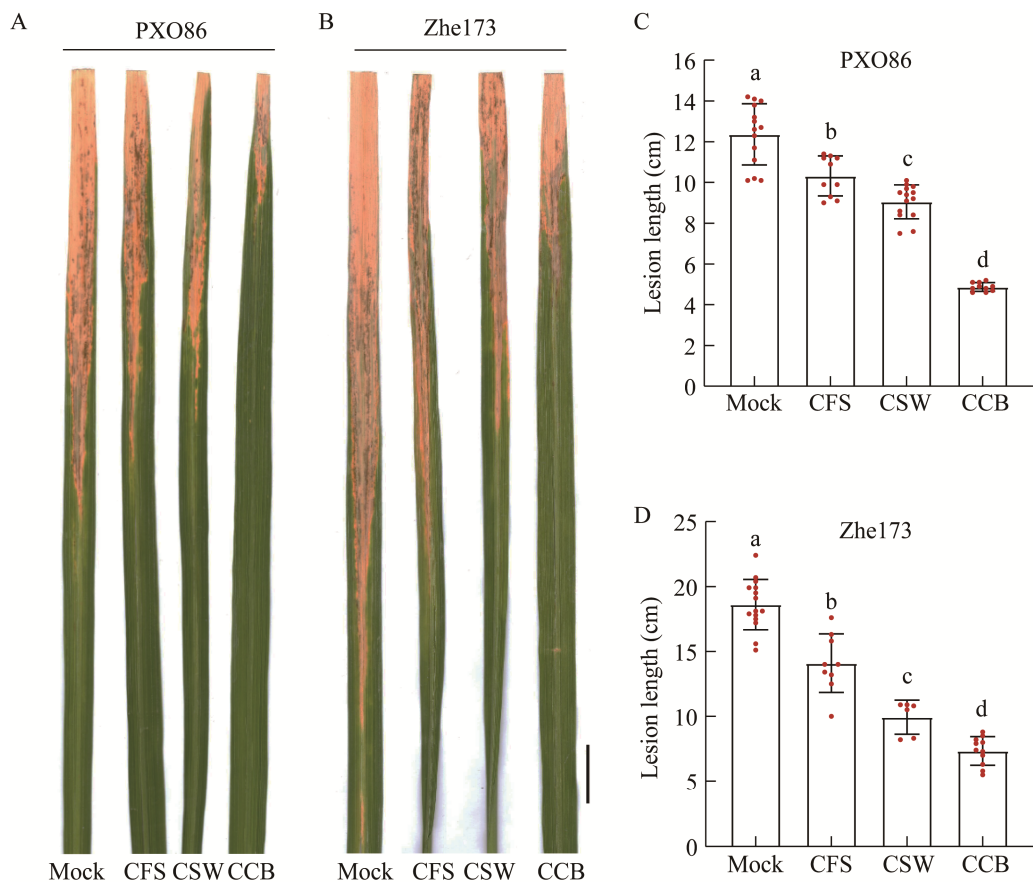 A
PXO86
Mock CFS CSW CCB
B
Zhe173
Mock CFS CSW CCB
C
PXO86
Lesion length (cm)
16
14
12
10
8
6
4
2
0
a
b
c
d
Mock CFS CSW CCB
D
Zhe173
Lesion length (cm)
25
20
15
10
5
0
a
b
c
d
Mock CFS CSW CCB